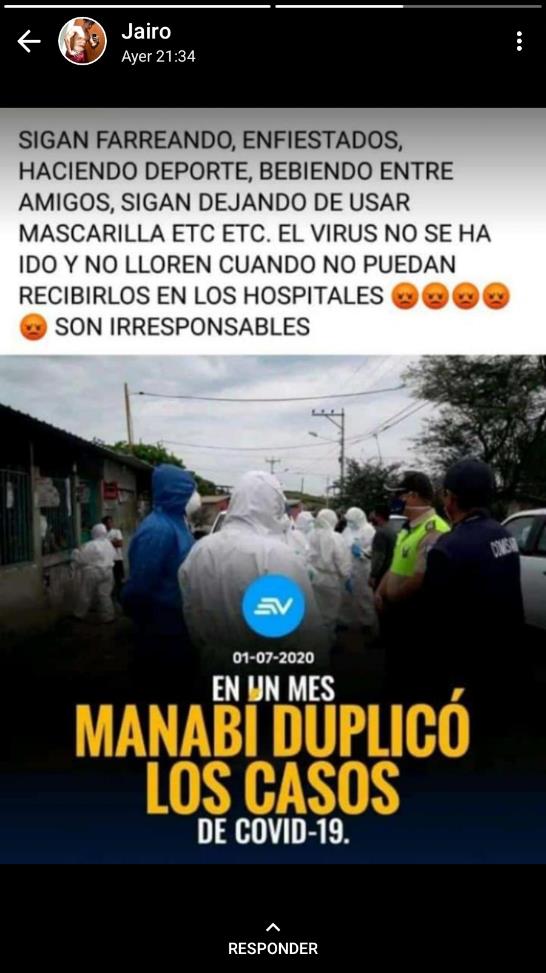 Jairo
Ayer 21:34
SIGAN FARREANDO, ENFIESTADOS,
HACIENDO DEPORTE, BEBIENDO ENTRE
AMIGOS, SIGAN DEJANDO DE USAR
MASCARILLA ETC ETC. EL VIRUS NO SE HA
IDO Y NO LLOREN CUANDO NO PUEDAN
RECIBIRLOS EN LOS HOSPITALES 😡😡😡😡
😡 SON IRRESPONSABLES
01-07-2020
EN UN MES
MANABÍ DUPLICÓ
LOS CASOS
DE COVID-19.
RESPONDER